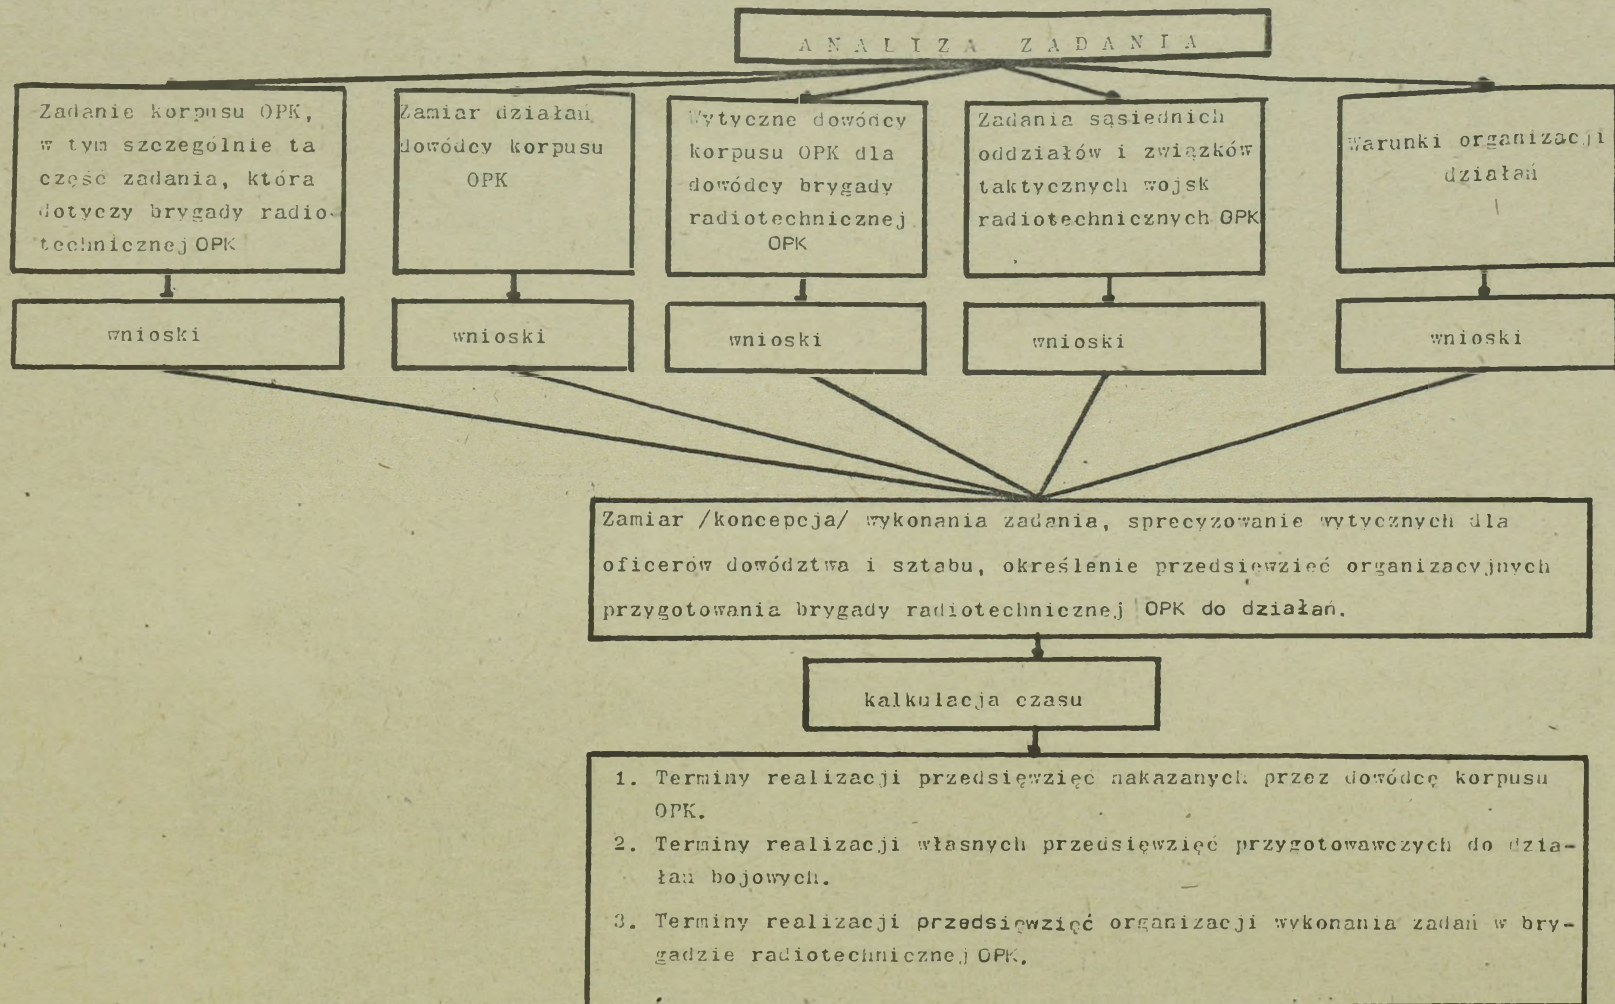 ANALIZA ZADANIA
Zadanie korpusu OPK,
w tym szczególnie ta
część zadania, która
dotyczy brygady radio-
technicznej OPK
Zamiar działań
dowódcy korpusu
OPK
Wytyczne dowódcy
korpusu OPK dla
dowódcy brygady
radiotechnicznej
OPK
Zadania sąsiednich
oddziałów i związków
taktycznych wojsk
radiotechnicznych OPK
Warunki organizacji
działań
wnioski
wnioski
wnioski
wnioski
wnioski
Zamiar /koncepcja/ wykonania zadania, sprecyzowanie wytycznych dla
oficerów dowództwa i sztabu, określenie przedsięwzięć organizacyjnych
przygotowania brygady radiotechnicznej OPK do działań.
kalkulacja czasu
1. Terminy realizacji przedsięwzięć nakazanych przez dowódcę korpusu
OPK.
2. Terminy realizacji własnych przedsięwzięć przygotowawczych do dzia-
łań bojowych.
3. Terminy realizacji przedsięwzięć organizacji wykonania zadań w bry-
gadzie radiotechnicznej OPK.